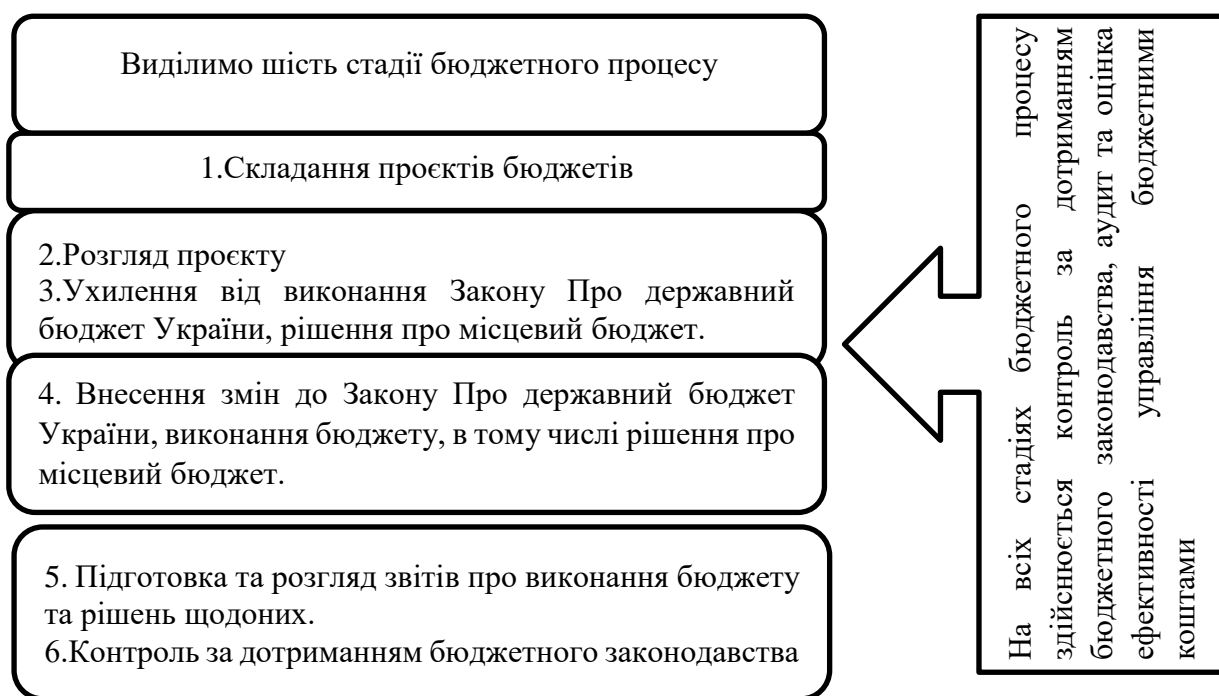 Виділимо шість стадії бюджетного процесу
1.Складання проєктів бюджетів
2.Розгляд проєкту
3.Ухилення від виконання Закону Про державний
бюджет України, рішення про місцевий бюджет.
4. Внесення змін до Закону Про державний бюджет
України, виконання бюджету, в тому числі рішення про
місцевий бюджет.
5. Підготовка та розгляд звітів про виконання бюджету
та рішень щодоних.
6.Контроль за дотриманням бюджетного законодавства
На всіх стадіях бюджетного процесу
здійснюється контроль за дотриманням
бюджетного законодавства, аудит та оцінка
ефективності управління бюджетними
коштами